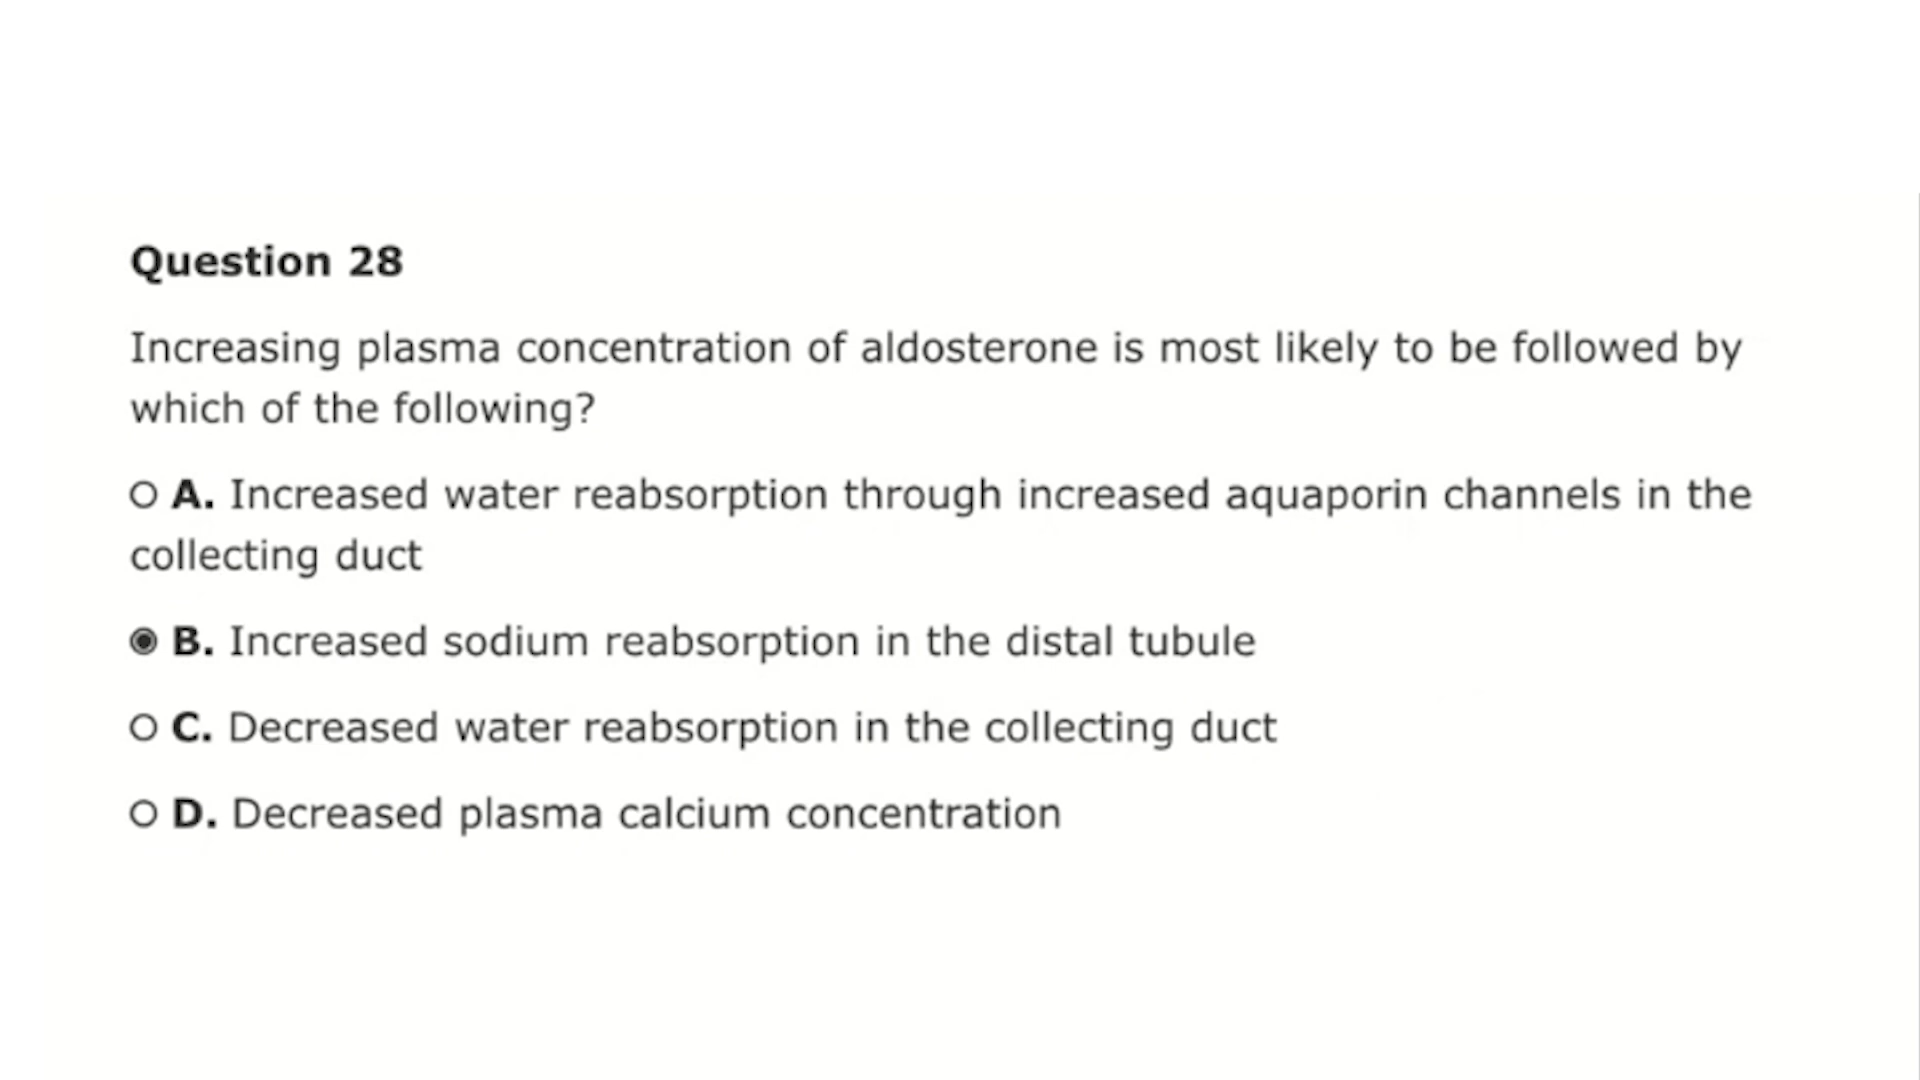 Question 28
Increasing plasma concentration of aldosterone is most likely to be followed by
which of the following?
A. Increased water reabsorption through increased aquaporin channels in the
collecting duct
B. Increased sodium reabsorption in the distal tubule
C. Decreased water reabsorption in the collecting duct
D. Decreased plasma calcium concentration